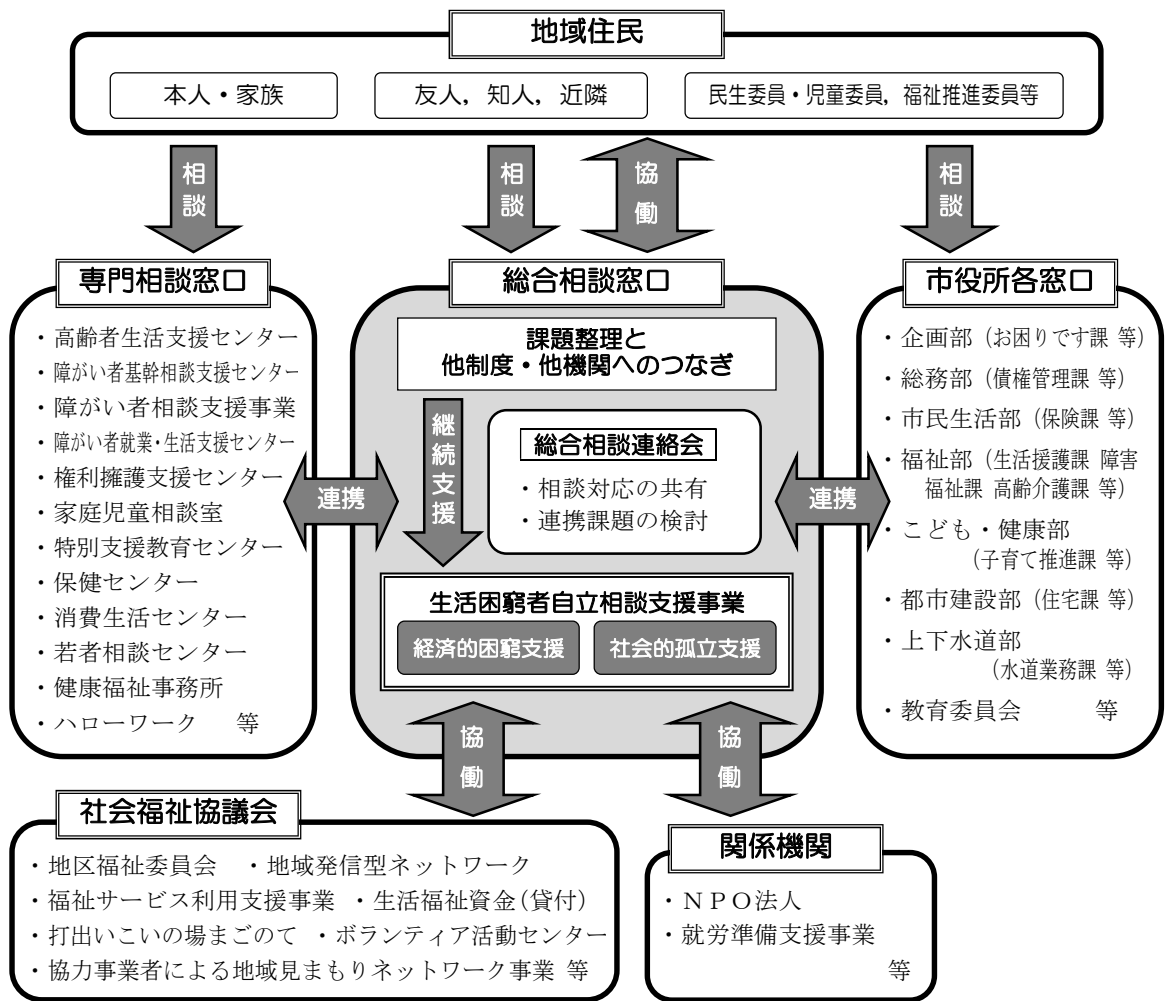 地域住民
本人・家族
友人，知人，近隣
民生委員・児童委員，福祉推進委員等
相談
相談
協働
相談
専門相談窓口
・高齢者生活支援センター
・障がい者基幹相談支援センター
・障がい者相談支援事業
・障がい者就業・生活支援センター
・権利擁護支援センター
・家庭児童相談室
・特別支援教育センター
・保健センター
・消費生活センター
・若者相談センター
・健康福祉事務所
・ハローワーク　等
連携
総合相談窓口
課題整理と
他制度・他機関へのつなぎ
継続支援
総合相談連絡会
・相談対応の共有
・連携課題の検討
生活困窮者自立相談支援事業
経済的困窮支援
社会的孤立支援
連携
市役所各窓口
・企画部（お困りです課 等）
・総務部（債権管理課 等）
・市民生活部（保険課 等）
・福祉部（生活援護課 障害
福祉課 高齢介護課 等）
・こども・健康部
（子育て推進課 等）
・都市建設部（住宅課 等）
・上下水道部
（水道業務課 等）
・教育委員会　等
協働
協働
社会福祉協議会
・地区福祉委員会　・地域発信型ネットワーク
・福祉サービス利用支援事業　・生活福祉資金（貸付）
・打出いこいの場まごのて　・ボランティア活動センター
・協力事業者による地域見まもりネットワーク事業 等
関係機関
・ＮＰＯ法人
・就労準備支援事業
等